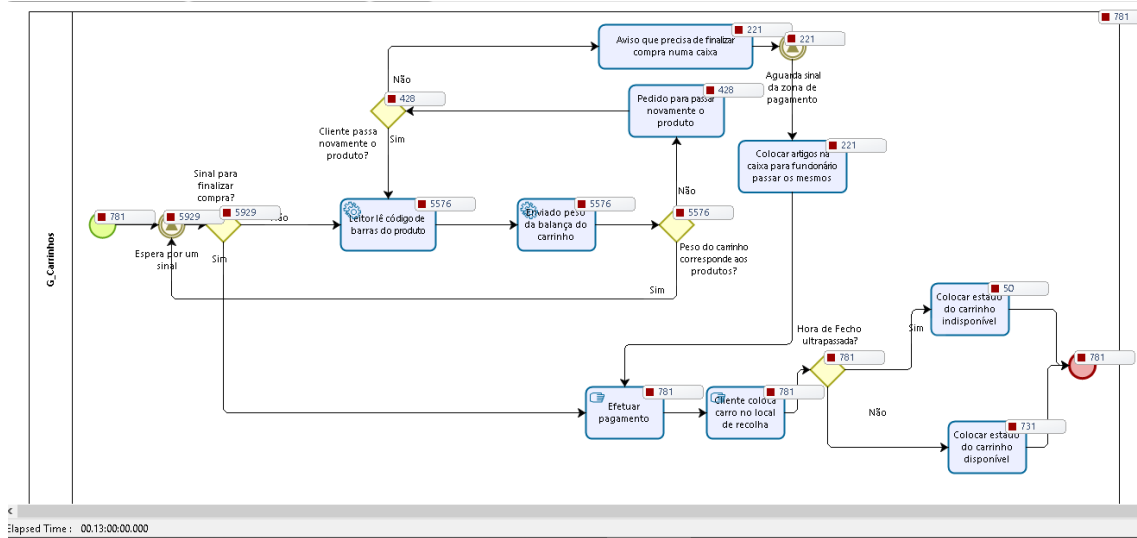 781
221
Aviso que precisa de finalizar
compra numa caixa
221
Aguarda sinal
da zona de
pagamento
Não
428
428
Pedido para passar
novamente o
produto
Cliente passa
novamente o
produto?
Sim
221
Colocar artigos na
caixa para funcionário
passar os mesmos
Sinal para
finalizar
compra?
Não
781
5929
5929
Não
5576
Leitor lê código de
barras do produto
5576
Enviado peso
da balança do
carrinho
5576
Peso do carrinho
corresponde aos
produtos?
Espera por um
sinal
Sim
Sim
G_Carrinhos
50
Colocar estado
do carrinho
indisponível
Hora de Fecho
ultrapassada?
Sim
781
781
781
Efetuar
pagamento
781
Cliente coloca
carro no local
de recolha
Não
731
Colocar estado
do carrinho
disponível
Elapsed Time : 00.13:00:00.000